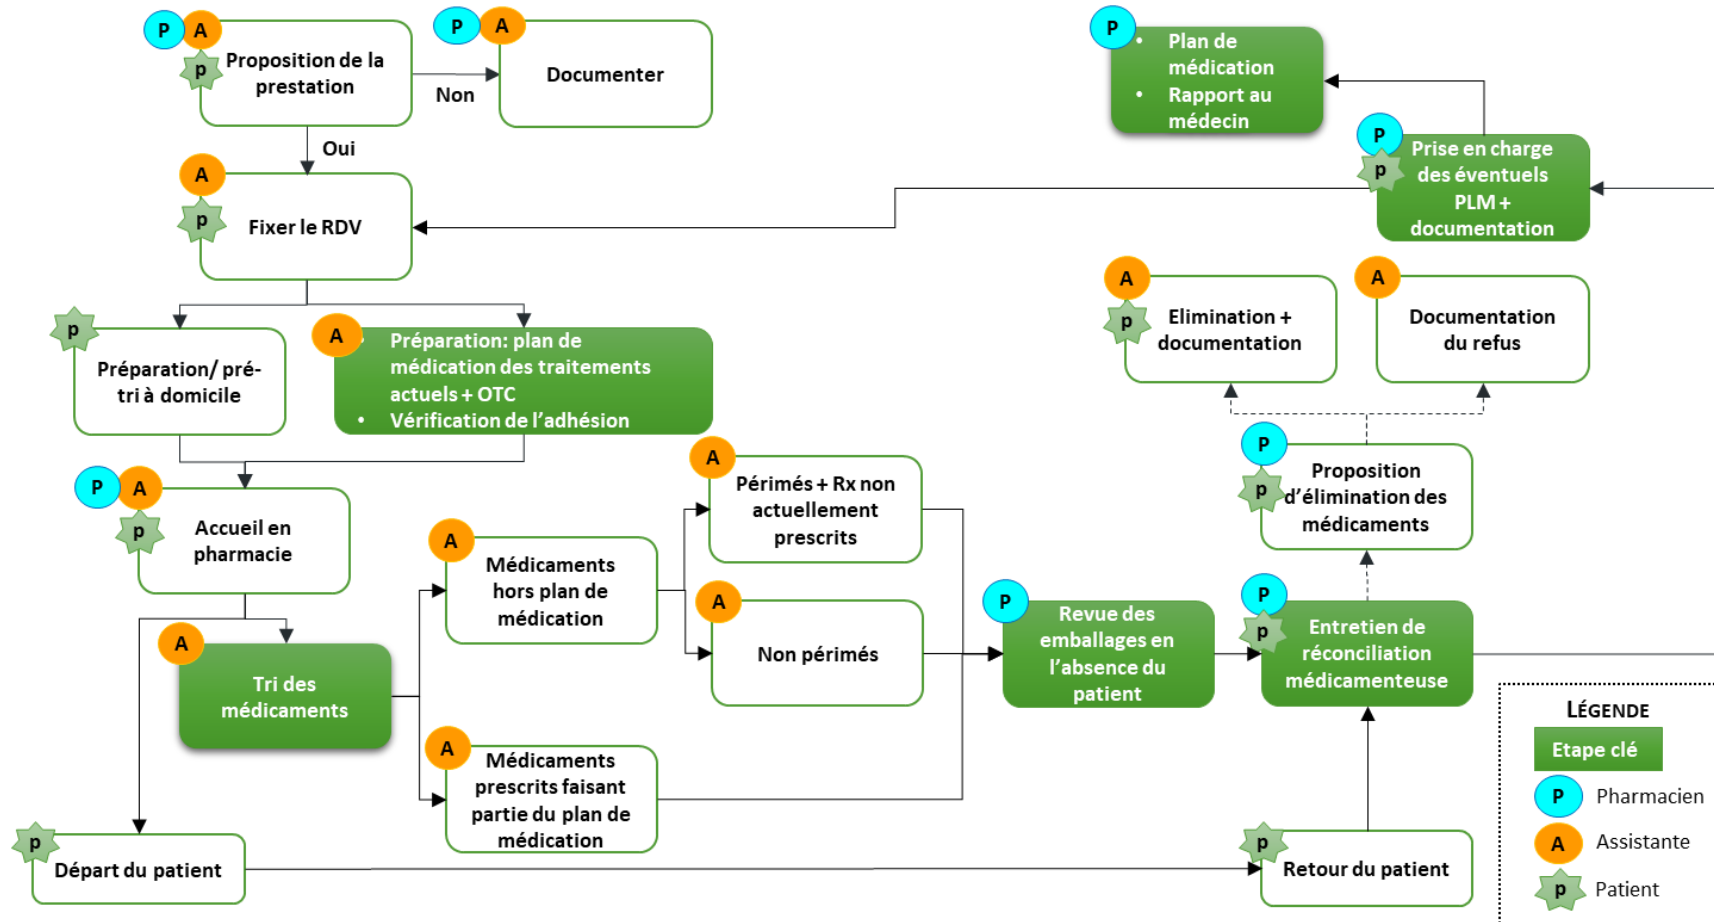 P
A
p
Proposition de la
prestation
Non
P
A
Documenter
Oui
A
p
Fixer le RDV
P
• Plan de
médication
• Rapport au
médecin
P
p
Prise en charge
des éventuels
PLM +
documentation
A
p
Elimination +
documentation
A
Documentation
du refus
p
Préparation/ pré-
tri à domicile
A
• Préparation: plan de
médication des traitements
actuels + OTC
• Vérification de l'adhésion
P
A
p
Accueil en
pharmacie
A
Périmés + Rx non
actuellement
prescrits
P
p
Proposition
d'élimination des
médicaments
A
Médicaments
hors plan de
médication
A
Non périmés
P
Revue des
emballages en
l'absence du
patient
P
p
Entretien de
réconciliation
médicamenteuse
A
Tri des
médicaments
A
Médicaments
prescrits faisant
partie du plan de
médication
p
Départ du patient
p
Retour du patient
LÉGENDE
Etape clé
P Pharmacien
A Assistante
p Patient